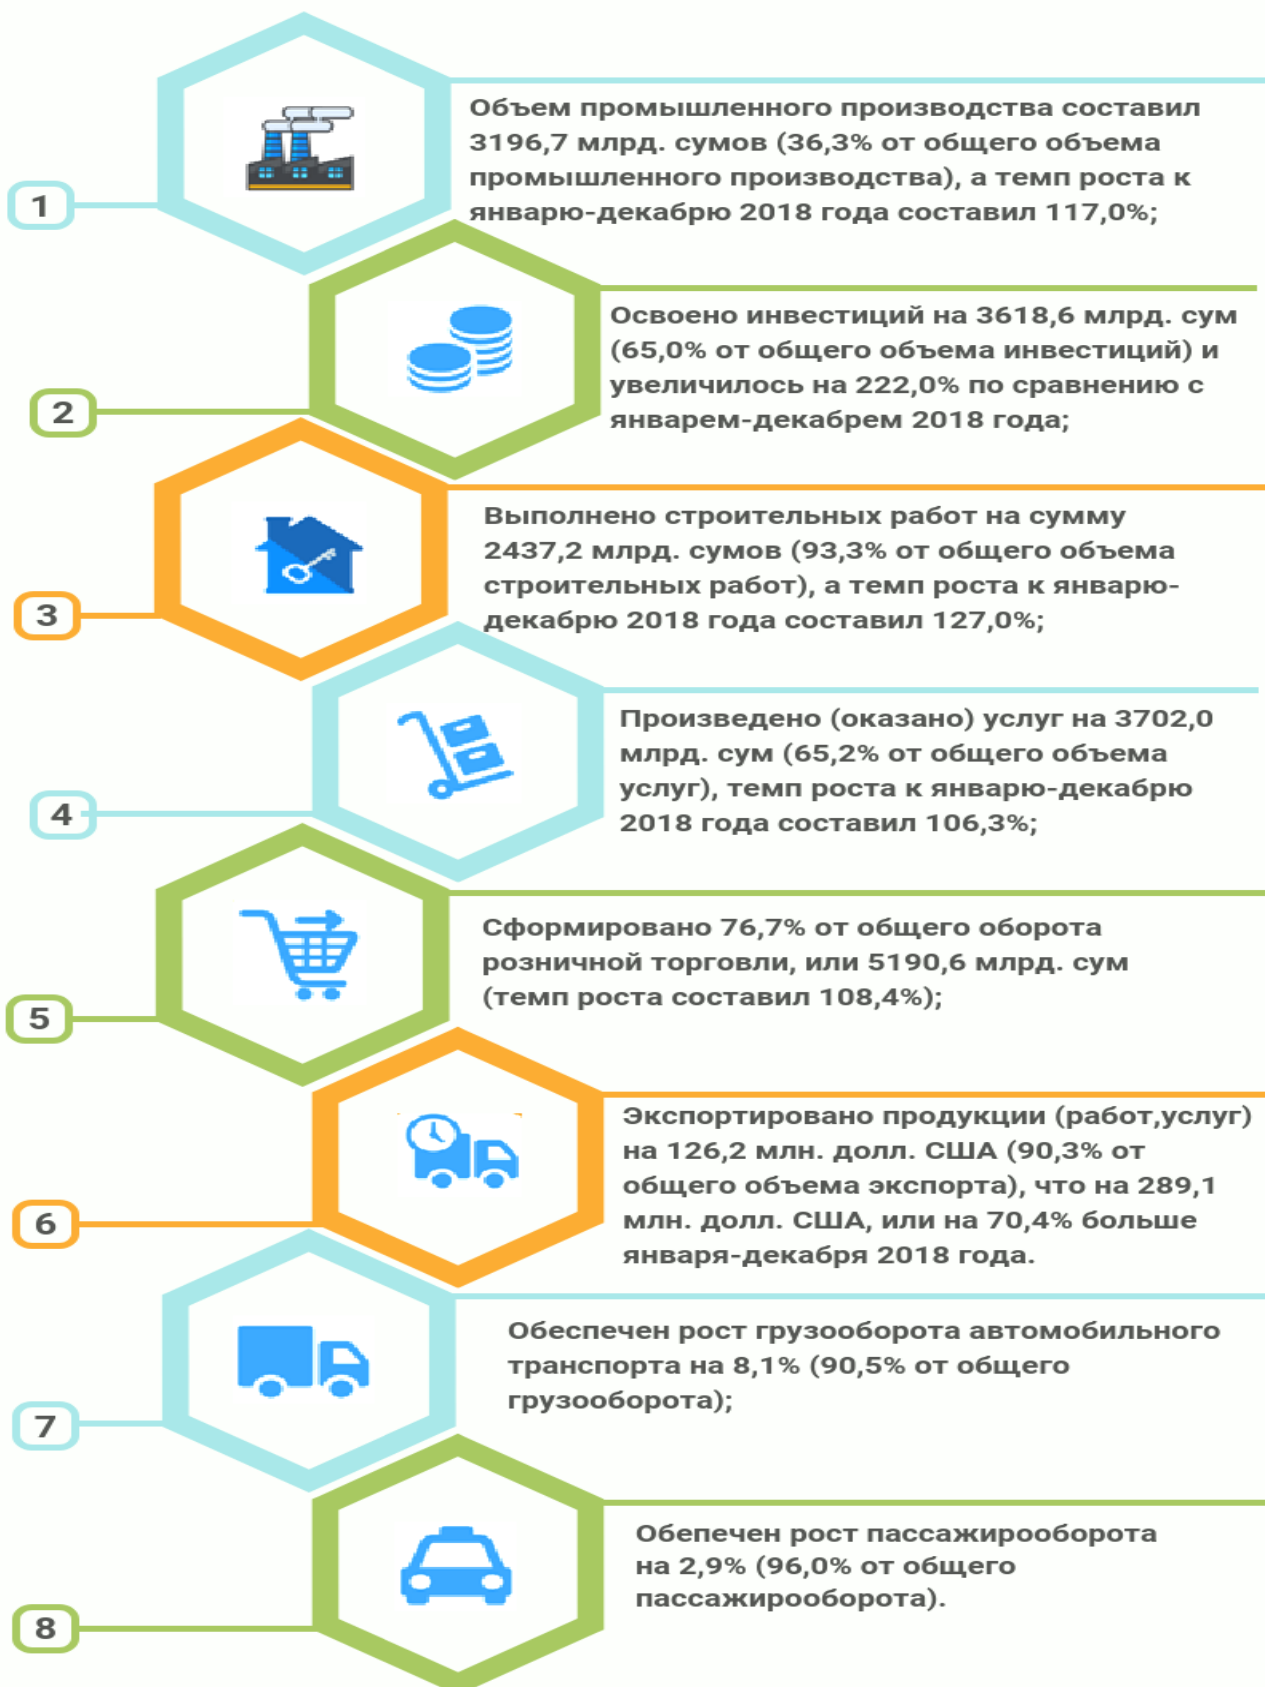 1
Объем промышленного производства составил
3196,7 млрд. сумов (36,3% от общего объема
промышленного производства), а темп роста к
январю-декабрю 2018 года составил 117,0%;
2
Освоено инвестиций на 3618,6 млрд. сум
(65,0% от общего объема инвестиций) и
увеличилось на 222,0% по сравнению с
январем-декабрем 2018 года;
3
Выполнено строительных работ на сумму
2437,2 млрд. сумов (93,3% от общего объема
строительных работ), а темп роста к январю-
декабрю 2018 года составил 127,0%;
4
Произведено (оказано) услуг на 3702,0
млрд. сум (65,2% от общего объема
услуг), темп роста к январю-декабрю
2018 года составил 106,3%;
5
Сформировано 76,7% от общего оборота
розничной торговли, или 5190,6 млрд. сум
(темп роста составил 108,4%);
6
Экспортировано продукции (работ,услуг)
на 126,2 млн. долл. США (90,3% от
общего объема экспорта), что на 289,1
млн. долл. США, или на 70,4% больше
января-декабря 2018 года.
7
Обеспечен рост грузооборота автомобильного
транспорта на 8,1% (90,5% от общего
грузооборота);
8
Обепечен рост пассажирооборота
на 2,9% (96,0% от общего
пассажирооборота).